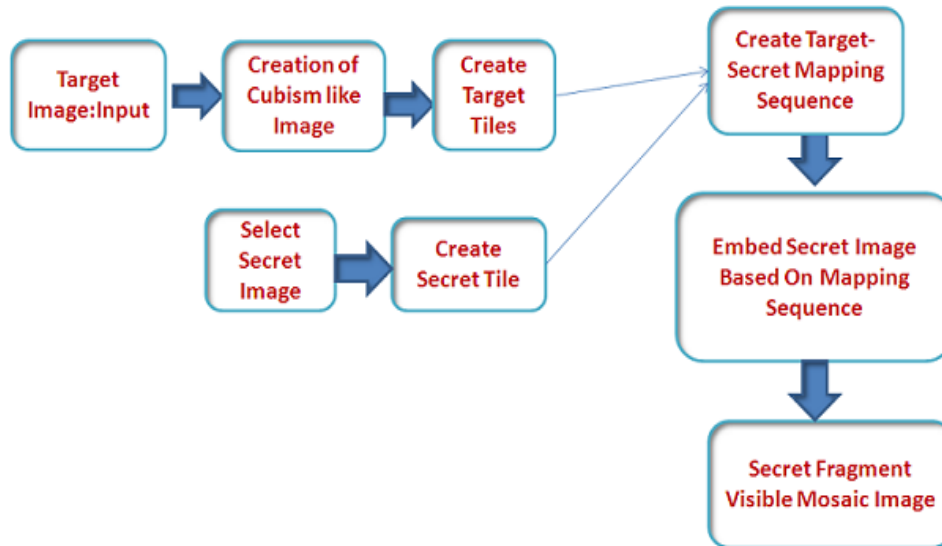 Target
Image:Input
Creation of
Cubism like
Image
Create
Target
Tiles
Create Target-
Secret Mapping
Sequence
Select
Secret
Image
Create
Secret Tile
Embed Secret Image
Based On Mapping
Sequence
Secret Fragment
Visible Mosaic Image